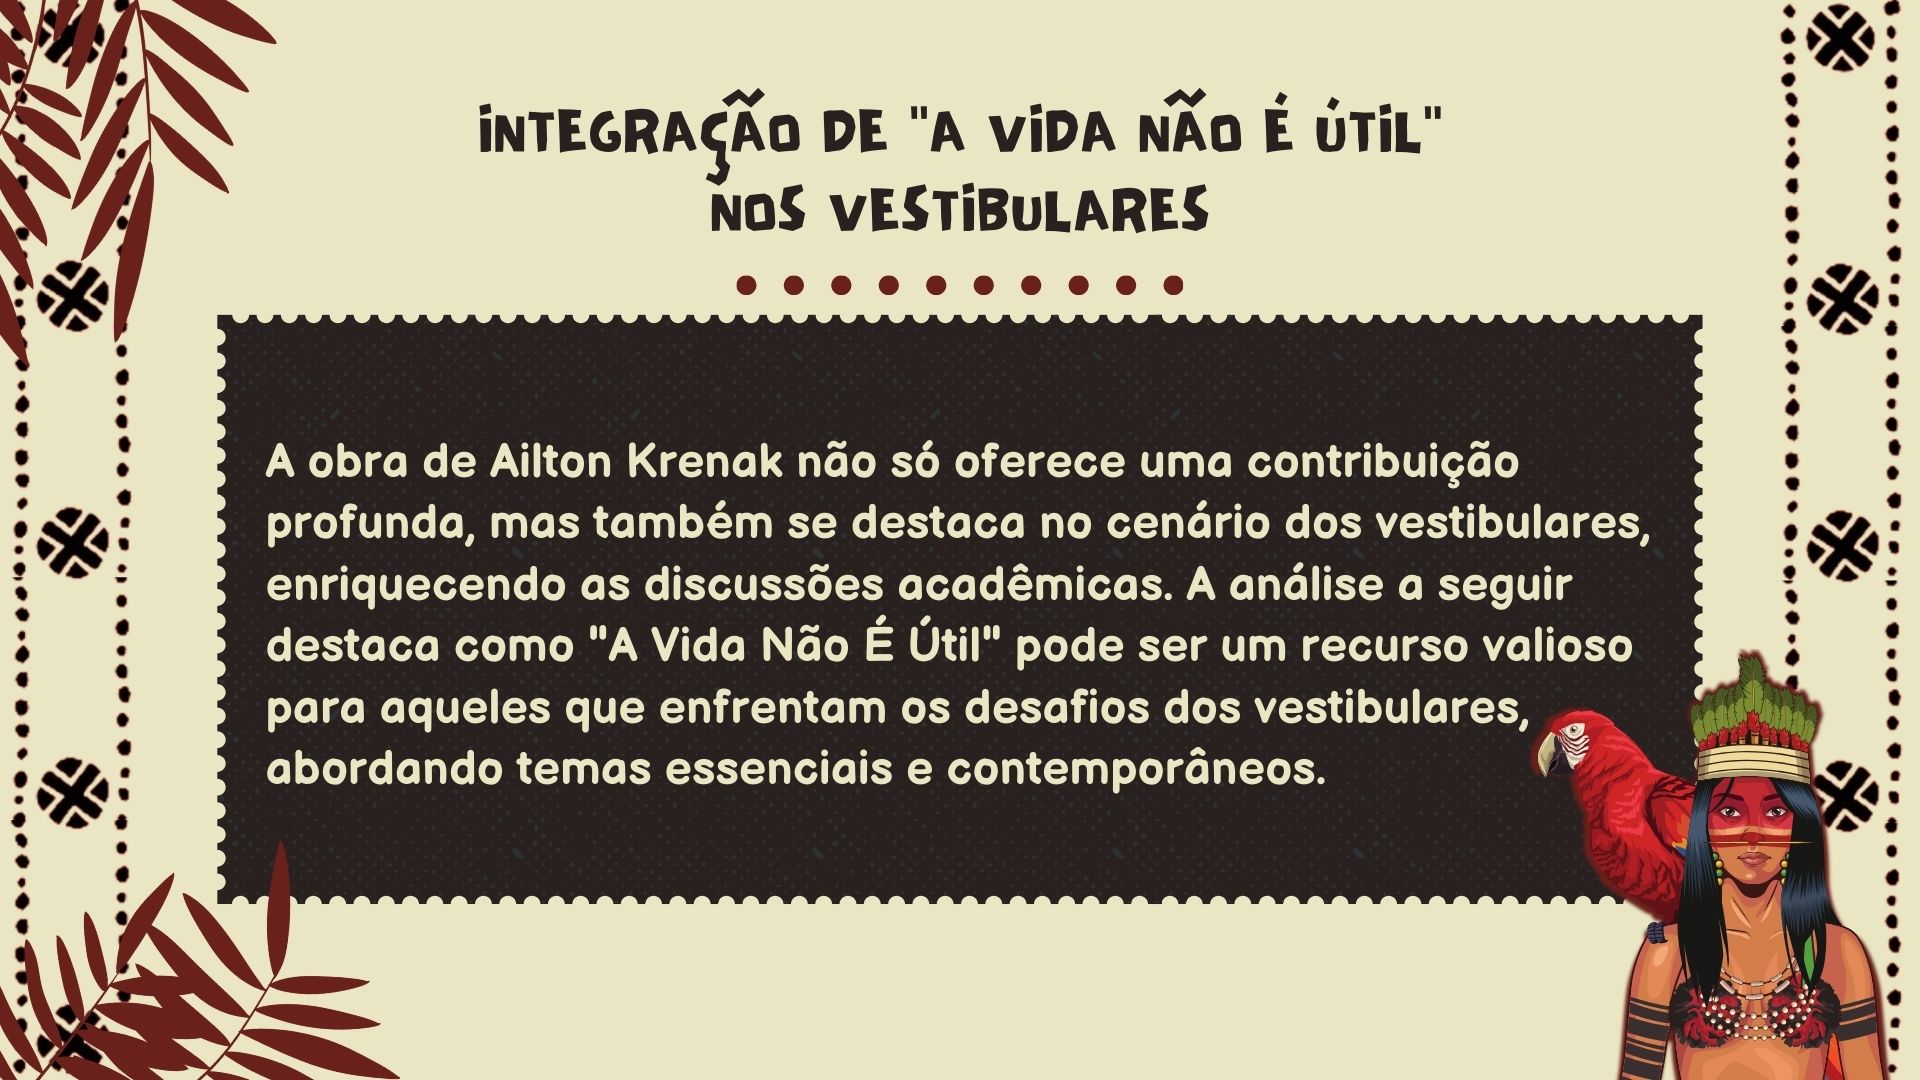 INTEGRAÇÃO DE "A VIDA NÃO É ÚTIL"
NOS VESTIBULARES
A obra de Ailton Krenak não só oferece uma contribuição
profunda, mas também se destaca no cenário dos vestibulares,
enriquecendo as discussões acadêmicas. A análise a seguir
destaca como "A Vida Não É Útil" pode ser um recurso valioso
para aqueles que enfrentam os desafios dos vestibulares,
abordando temas essenciais e contemporâneos.